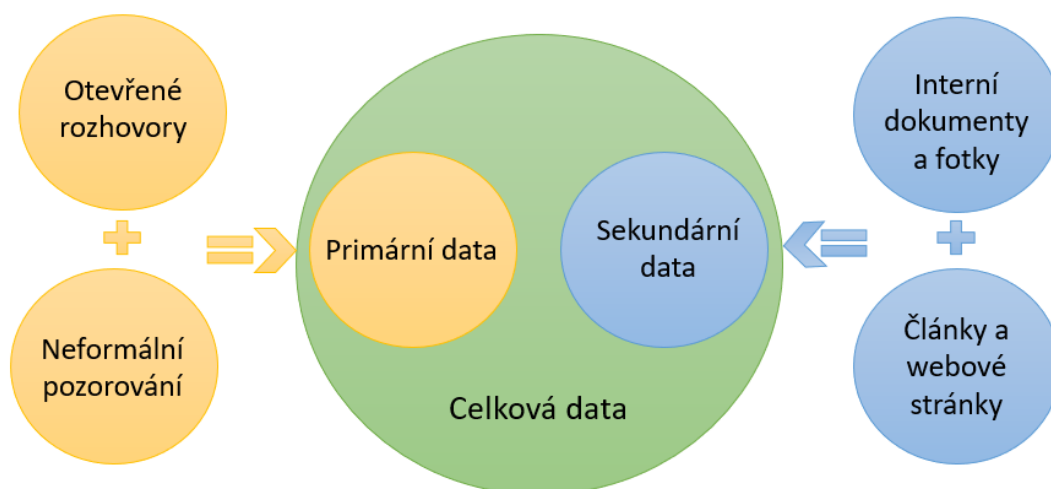 Otevřené
rozhovory
Neformální
pozorování
Primární data
Sekundární
data
Celková data
Interní
dokumenty
a fotky
Články a
webové
stránky